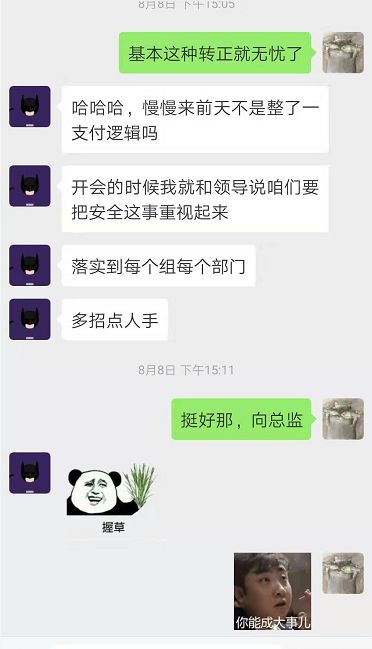 8月8日 下午15:05
基本这种转正就无忧了
哈哈哈，慢慢来前天不是整了一
支付逻辑吗
开会的时候我就和领导说咱们要
把安全这事重视起来
落实到每个组每个部门
多招点人手
8月8日 下午15:11
挺好那，向总监
握草
你能成大事儿